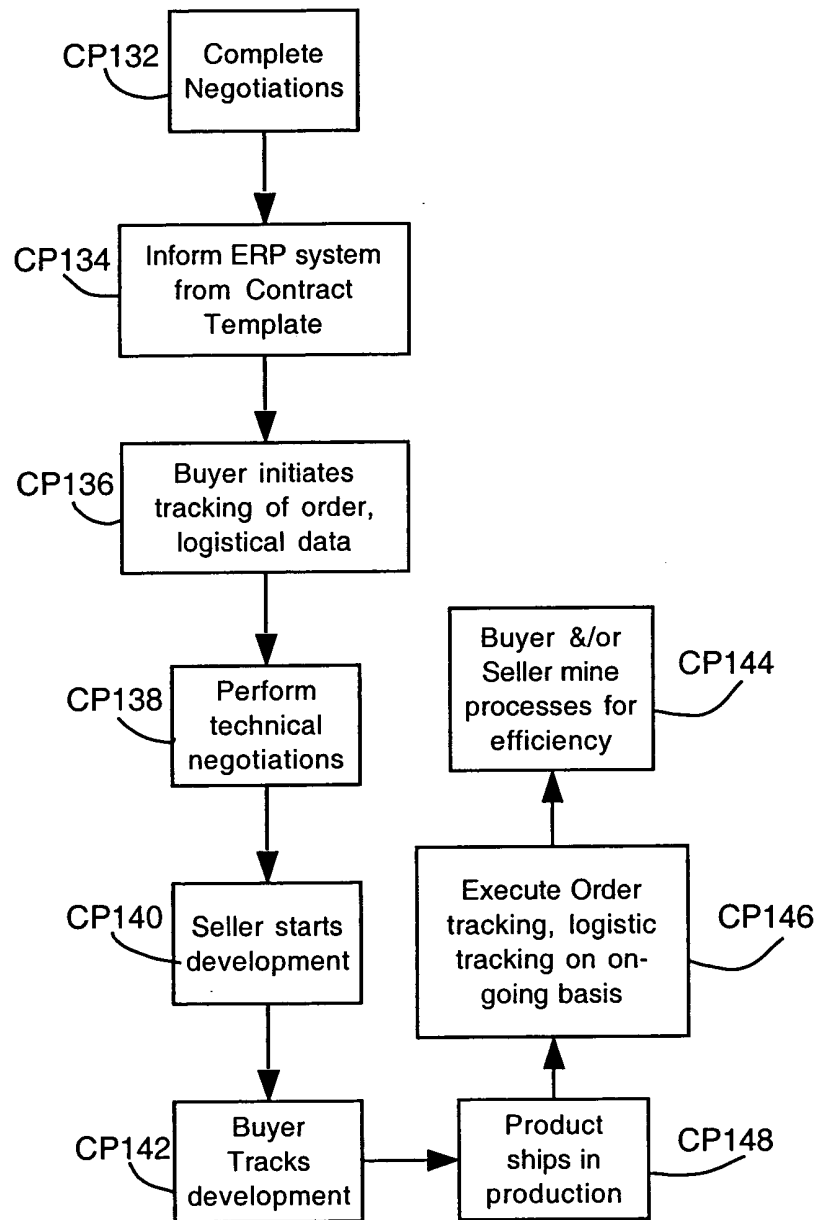 CP132
Complete
Negotiations
CP134
Inform ERP system
from Contract
Template
CP136
Buyer initiates
tracking of order,
logistical data
CP138
Perform
technical
negotiations
CP140
Seller starts
development
CP142
Buyer
Tracks
development
Product
ships in
production
CP148
Execute Order
tracking, logistic
tracking on on-
going basis
CP146
Buyer &/or
Seller mine
processes for
efficiency
CP144